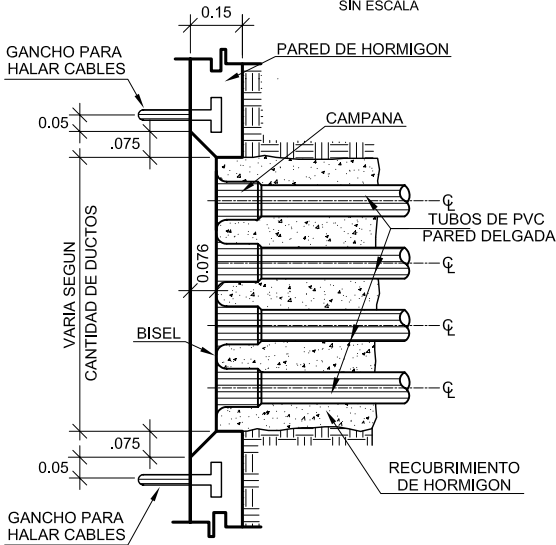 SIN ESCALA
0.15
GANCHO PARA
HALAR CABLES
PARED DE HORMIGON
0.05
.075
CAMPANA
℄
TUBOS DE PVC
PARED DELGADA
℄
VARIA SEGUN
CANTIDAD DE DUCTOS
0.076
℄
BISEL
℄
.075
0.05
RECUBRIMIENTO
DE HORMIGON
GANCHO PARA
HALAR CABLES